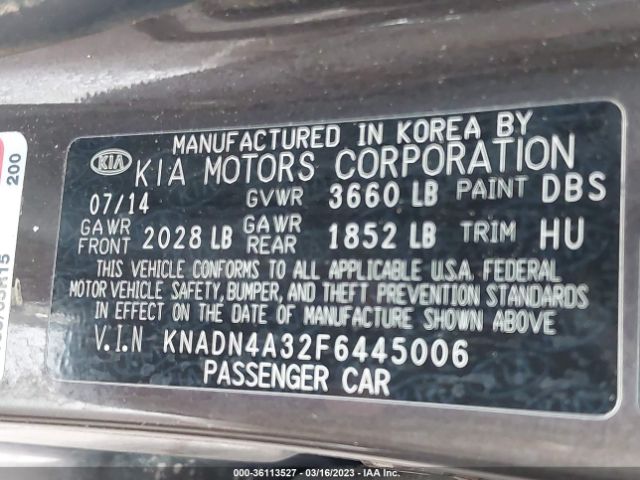 MANUFACTURED IN KOREA BY
KIA KIA MOTORS CORPORATION
07/14 GVWR 3660 LB PAINT DBS
GAWR FRONT 2028 LB GAWR REAR 1852 LB TRIM HU
THIS VEHICLE CONFORMS TO ALL APPLICABLE U.S.A. FEDERAL
MOTOR VEHICLE SAFETY, BUMPER, AND THEFT PREVENTION STANDARDS
IN EFFECT ON THE DATE OF MANUFACTURE SHOWN ABOVE.
V.I.N KNADN4A32F6445006
PASSENGER CAR
200
000-36113527 - 03/16/2023 - IAA Inc.